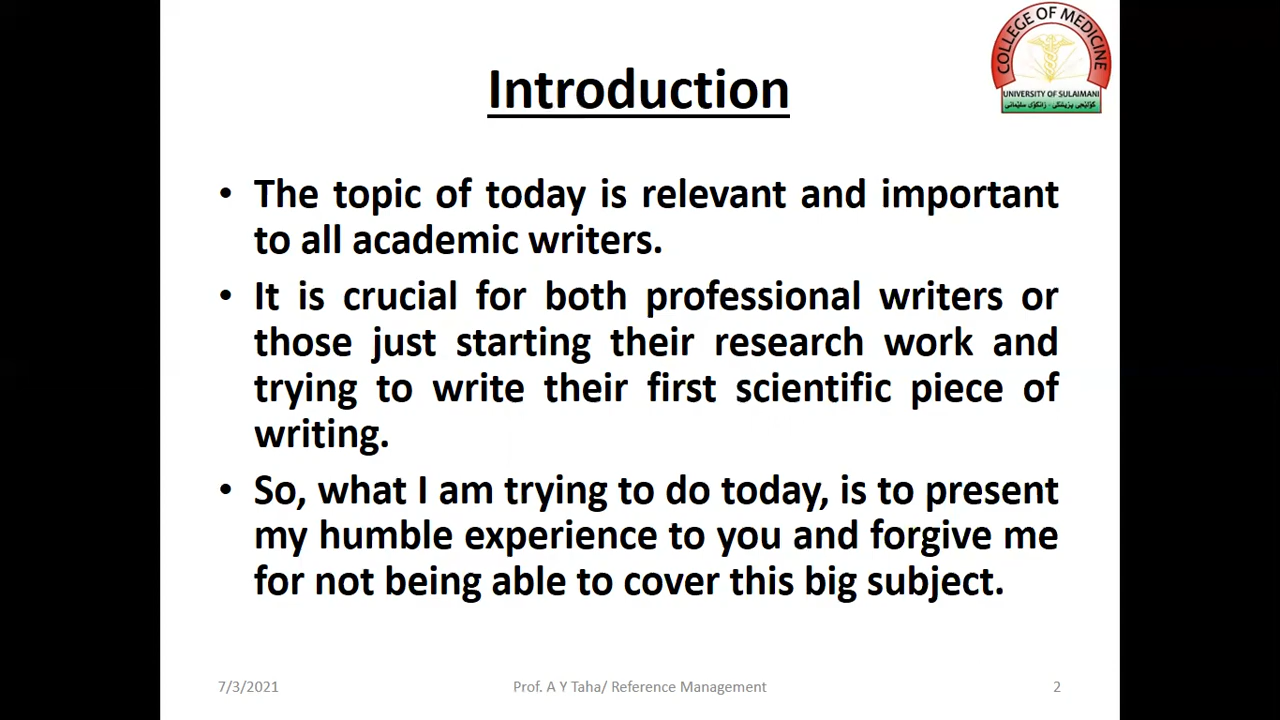 COLLEGE OF MEDICINE
UNIVERSITY OF SULAIMANI
كۆلێجی پزیشكی - زانكۆی سلێمانی
Introduction
• The topic of today is relevant and important
to all academic writers.
• It is crucial for both professional writers or
those just starting their research work and
trying to write their first scientific piece of
writing.
• So, what I am trying to do today, is to present
my humble experience to you and forgive me
for not being able to cover this big subject.
7/3/2021
Prof. A Y Taha/ Reference Management
2